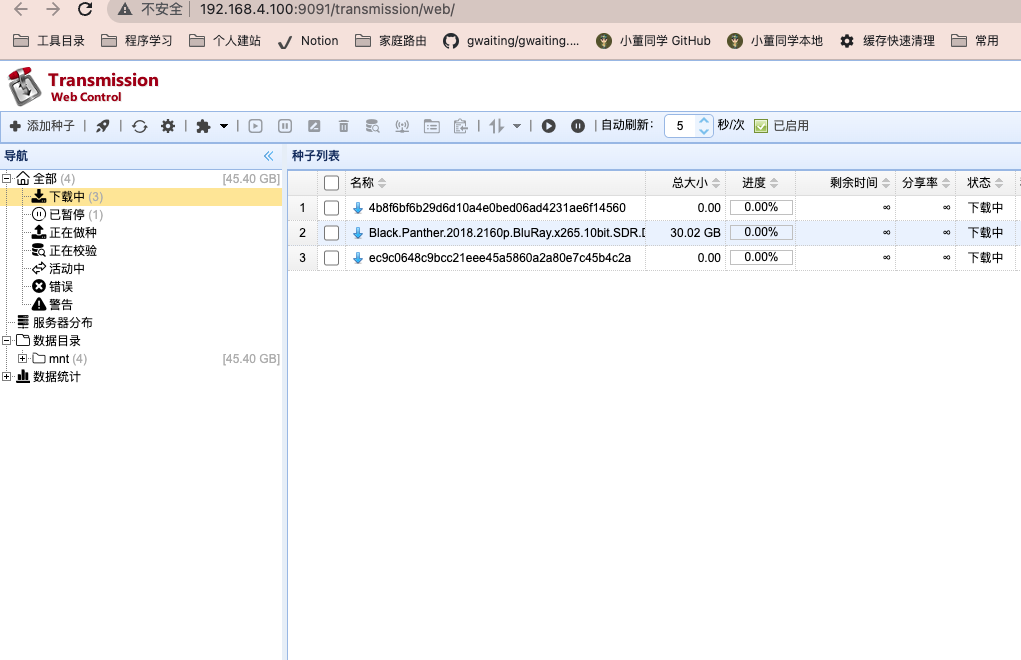 不安全 192.168.4.100:9091/transmission/web/
工具目录 程序学习 个人建站 Notion 家庭路由 gwaiting/gwaiting.... 小董同学 GitHub 小董同学本地 缓存快速清理 常用
Transmission
Web Control
添加种子 自动刷新: 5 秒/次 已启用
导航 种子列表
全部 (4) [45.40 GB]
下载中 (3)
已暂停 (1)
正在做种
正在校验
活动中
错误
警告
服务器分布
数据目录
mnt (4) [45.40 GB]
数据统计
名称 总大小 进度 剩余时间 分享率 状态
1 4b8f6bf6b29d6d10a4e0bed06ad4231ae6f14560 0.00 0.00% ∞ ∞ 下载中
2 Black.Panther.2018.2160p.BluRay.x265.10bit.SDR.D 30.02 GB 0.00% ∞ ∞ 下载中
3 ec9c0648c9bcc21eee45a5860a2a80e7c45b4c2a 0.00 0.00% ∞ ∞ 下载中